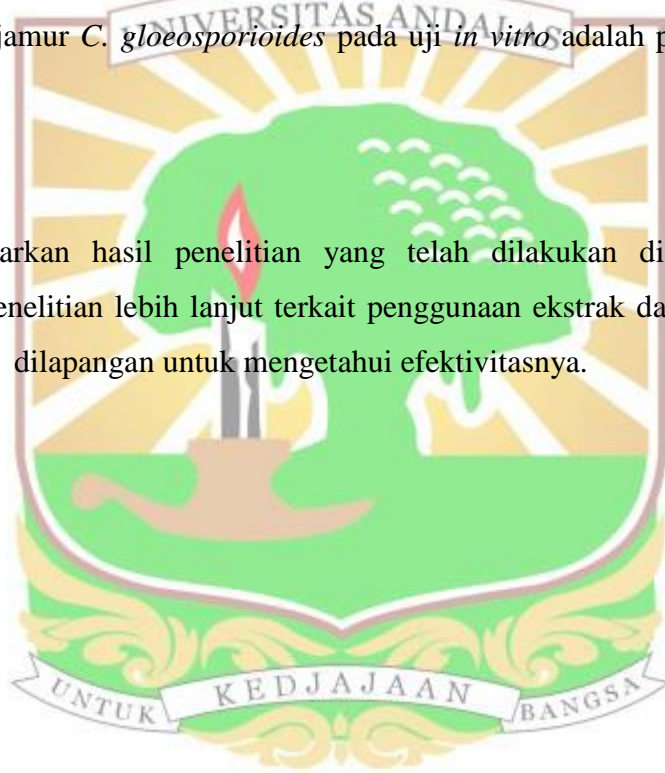 UNIVERSITAS ANDALAS
jamur C. gloeosporioides pada uji in vitro adalah p
arkan hasil penelitian yang telah dilakukan di
enelitian lebih lanjut terkait penggunaan ekstrak da
dilapangan untuk mengetahui efektivitasnya.
UNTUK KEDJAJAAN BANGSA